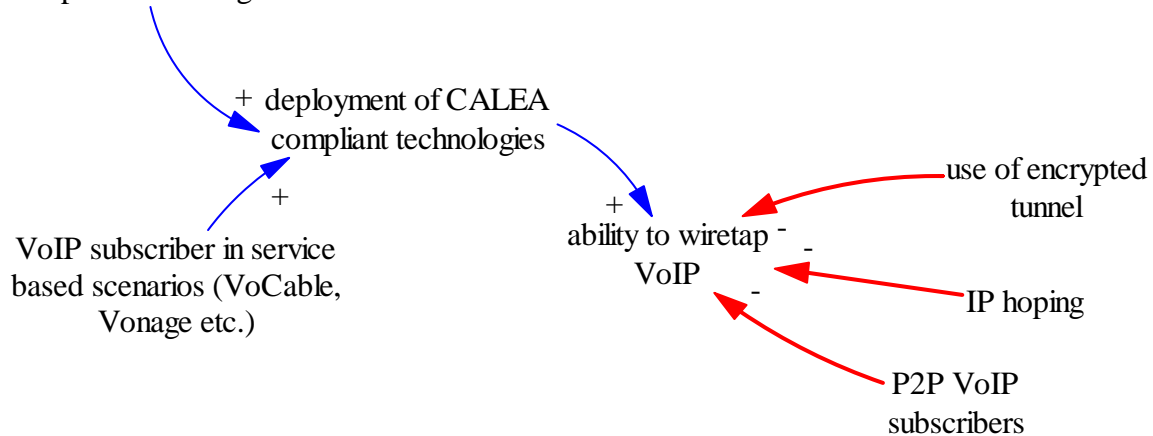 + deployment of CALEA
compliant technologies
+
VoIP subscriber in service
based scenarios (VoCable,
Vonage etc.)
+
ability to wiretap -
VoIP
-
-
use of encrypted
tunnel
IP hoping
P2P VoIP
subscribers